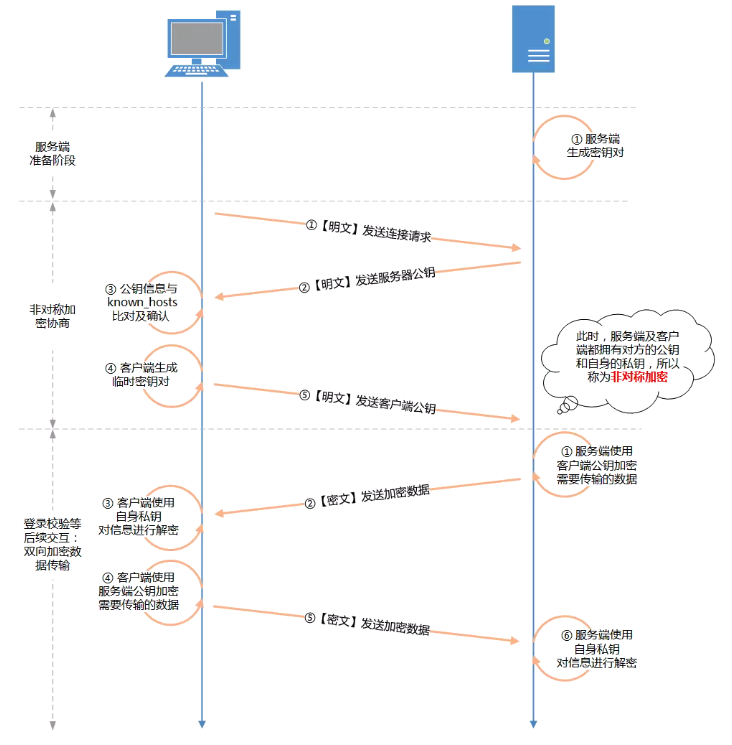 服务端
准备阶段
① 服务端
生成密钥对
①【明文】发送连接请求
②【明文】发送服务器公钥
③ 公钥信息与
known_hosts
比对及确认
非对称加
密协商
此时，服务端及客户
端都拥有对方的公钥
和自身的私钥，所以
称为非对称加密
④ 客户端生成
临时密钥对
⑤【明文】发送客户端公钥
① 服务端使用
客户端公钥加密
需要传输的数据
②【密文】发送加密数据
③ 客户端使用
自身私钥
对信息进行解密
登录校验等
后续交互：
双向加密数
据传输
④ 客户端使用
服务端公钥加密
需要传输的数据
⑤【密文】发送加密数据
⑥ 服务端使用
自身私钥
对信息进行解密